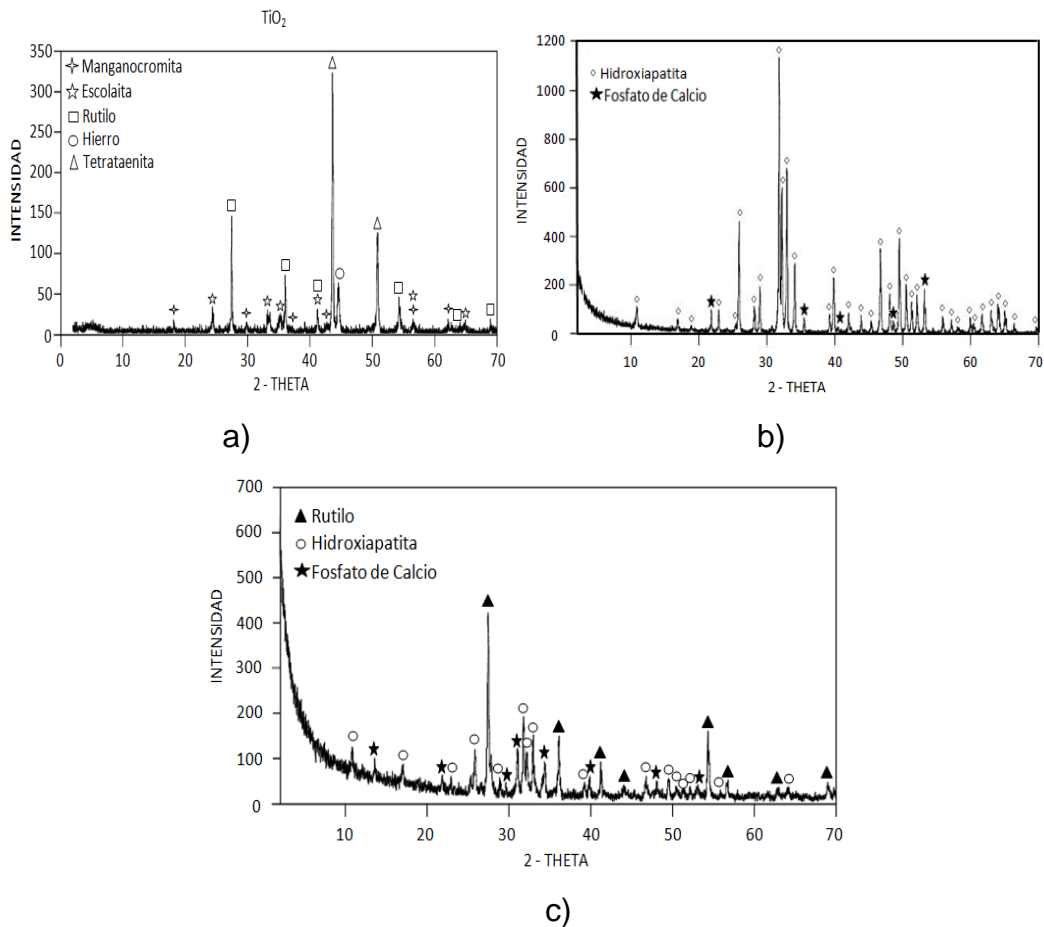 TiO2
350
300
250
200
150
100
50
0
INTENSIDAD
Manganocromita
Escolaita
Rutilo
Hierro
Tetrataenita
0 10 20 30 40 50 60 70
2 - THETA
a)
1200
1000
800
600
400
200
0
INTENSIDAD
Hidroxiapatita
Fosfato de Calcio
10 20 30 40 50 60 70
2 - THETA
b)
700
600
500
400
300
200
100
0
INTENSIDAD
Rutilo
Hidroxiapatita
Fosfato de Calcio
10 20 30 40 50 60 70
2 - THETA
c)